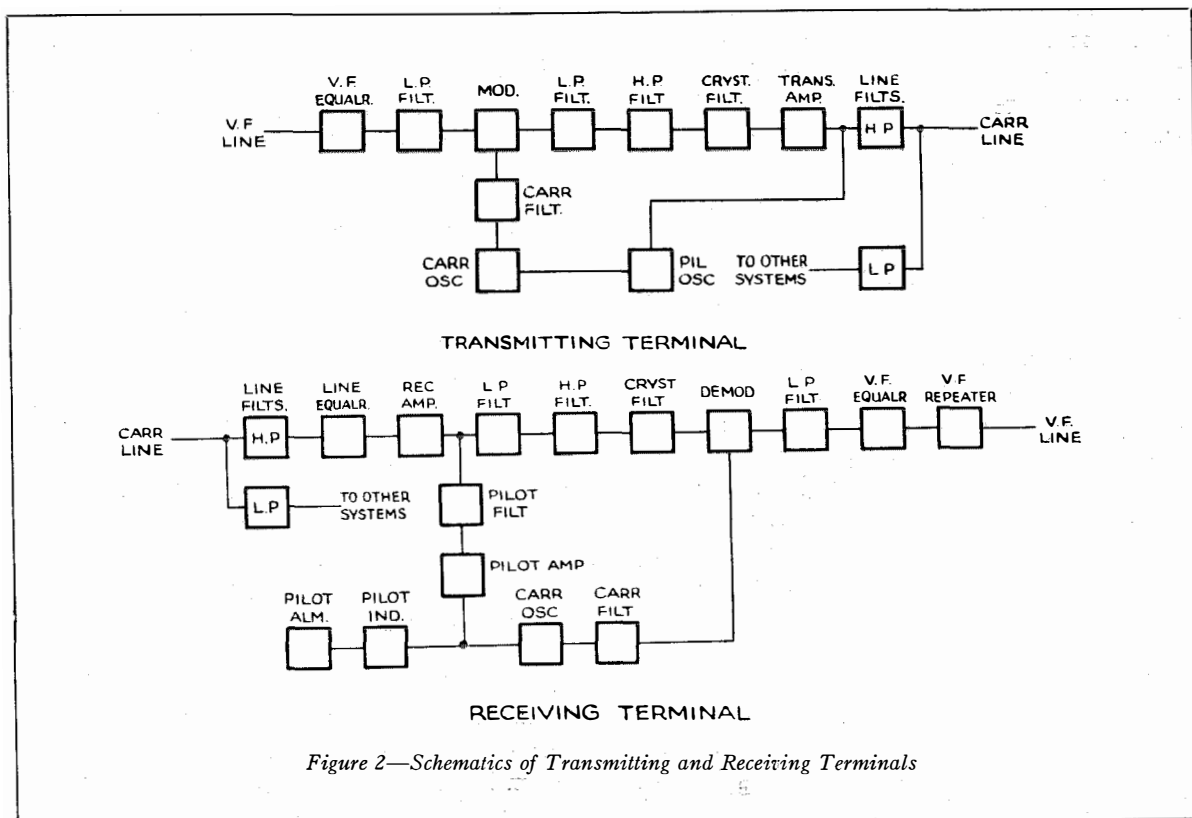 V.F. EQUALR.
L.P. FILT.
MOD.
L.P. FILT.
H.P. FILT
CRYST. FILT.
TRANS. AMP.
LINE FILTS.
V.F LINE
H P
CARR LINE
CARR FILT.
CARR OSC
PIL OSC
TO OTHER SYSTEMS
L P
TRANSMITTING TERMINAL
LINE FILTS.
LINE EQUALR.
REC AMP.
L P FILT
H.P FILT.
CRYST FILT
DEMOD
L P FILT
V.F. EQUALR
V.F REPEATER
CARR LINE
H.P
V.F. LINE
L.P
TO OTHER SYSTEMS
PILOT FILT
PILOT AMP
PILOT ALM.
PILOT IND.
CARR OSC
CARR FILT
RECEIVING TERMINAL
Figure 2—Schematics of Transmitting and Receiving Terminals